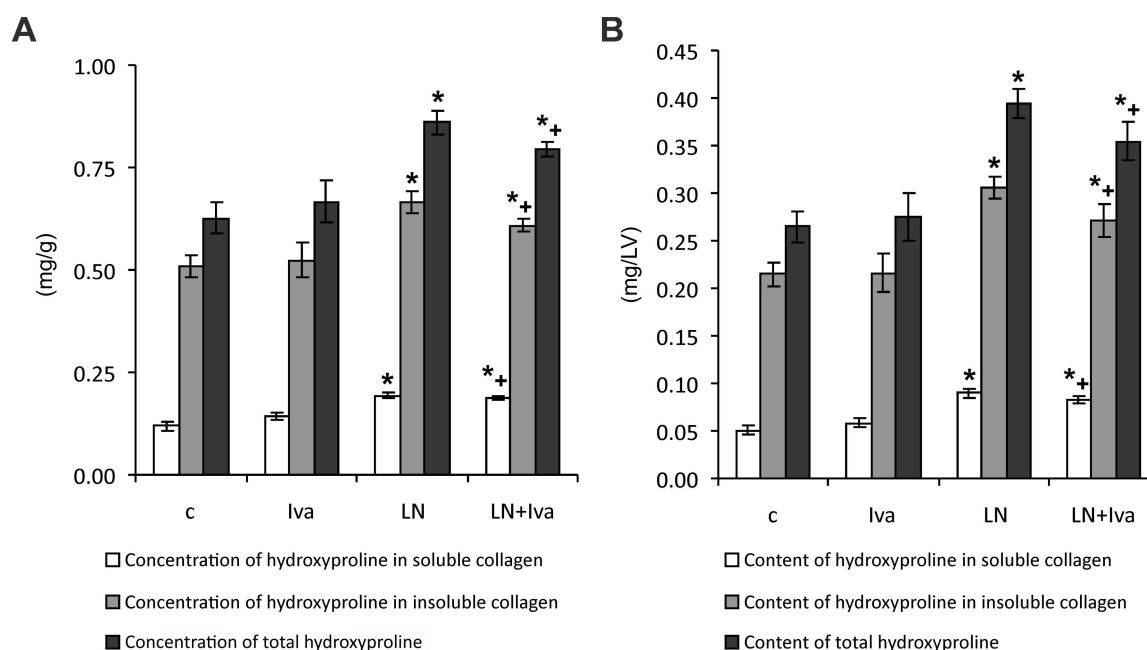 A
1.00
0.75
0.50
0.25
0.00
(mg/g)
*
*
*
*
+
*
+
*
+
c
Iva
LN
LN+Iva
Concentration of hydroxyproline in soluble collagen
Concentration of hydroxyproline in insoluble collagen
Concentration of total hydroxyproline
B
0.45
0.40
0.35
0.30
0.25
0.20
0.15
0.10
0.05
0.00
(mg/LV)
*
*
*
*
+
*
+
*
+
c
Iva
LN
LN+Iva
Content of hydroxyproline in soluble collagen
Content of hydroxyproline in insoluble collagen
Content of total hydroxyproline